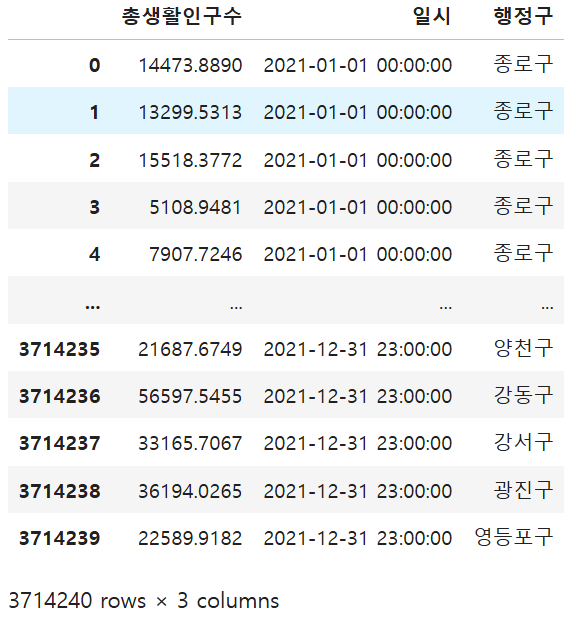 총생활인구수 일시 행정구
0 14473.8890 2021-01-01 00:00:00 종로구
1 13299.5313 2021-01-01 00:00:00 종로구
2 15518.3772 2021-01-01 00:00:00 종로구
3 5108.9481 2021-01-01 00:00:00 종로구
4 7907.7246 2021-01-01 00:00:00 종로구
... ... ... ...
3714235 21687.6749 2021-12-31 23:00:00 양천구
3714236 56597.5455 2021-12-31 23:00:00 강동구
3714237 33165.7067 2021-12-31 23:00:00 강서구
3714238 36194.0265 2021-12-31 23:00:00 광진구
3714239 22589.9182 2021-12-31 23:00:00 영등포구
3714240 rows × 3 columns